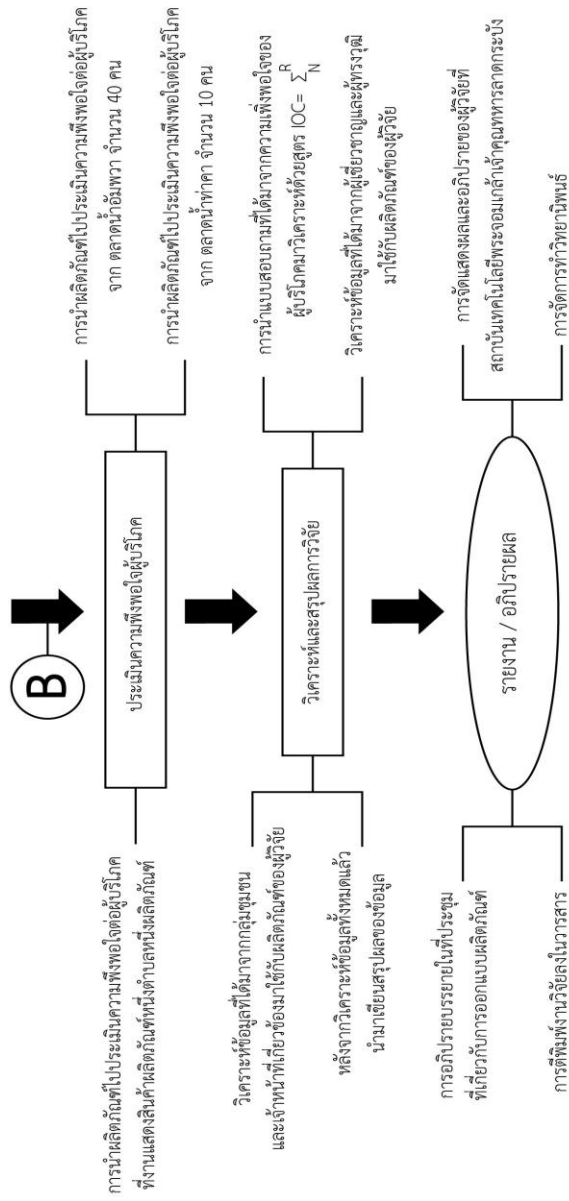 B
ประเมินความพึงพอใจผู้บริโภค
การนำผลิตภัณฑ์ไปประเมินความพึงพอใจต่อผู้บริโภค
ที่งานแสดงสินค้าผลิตภัณฑ์หนึ่งตำบลหนึ่งผลิตภัณฑ์
การนำผลิตภัณฑ์ไปประเมินความพึงพอใจต่อผู้บริโภค
จาก ตลาดน้ำอัมพวา จำนวน 40 คน
การนำผลิตภัณฑ์ไปประเมินความพึงพอใจต่อผู้บริโภค
จาก ตลาดน้ำท่าคา จำนวน 10 คน
วิเคราะห์และสรุปผลการวิจัย
วิเคราะห์ข้อมูลที่ได้มาจากกลุ่มชุมชน
และเจ้าหน้าที่เกี่ยวข้องมาใช้กับผลิตภัณฑ์ของผู้วิจัย
หลังจากวิเคราะห์ข้อมูลทั้งหมดแล้ว
นำมาเขียนสรุปผลของข้อมูล
การนำแบบสอบถามที่ได้มาจากความเพิ่งพอใจของ
ผู้บริโภคมาวิเคราะห์ด้วยสูตร IOC= Σ R N
วิเคราะห์ข้อมูลที่ได้มาจากผู้เชี่ยวชาญและผู้ทรงวุฒิ
มาใช้กับผลิตภัณฑ์ของผู้วิจัย
รายงาน / อภิปรายผล
การอภิปรายบรรยายในที่ประชุม
ที่เกี่ยวกับการออกแบบผลิตภัณฑ์
การตีพิมพ์งานวิจัยลงในวารสาร
การจัดแสดงผลและอภิปรายของผู้วิจัยที่
สถาบันเทคโนโลยีพระจอมเกล้าเจ้าคุณทหารลาดกระบัง
การจัดการทำวิทยานิพนธ์